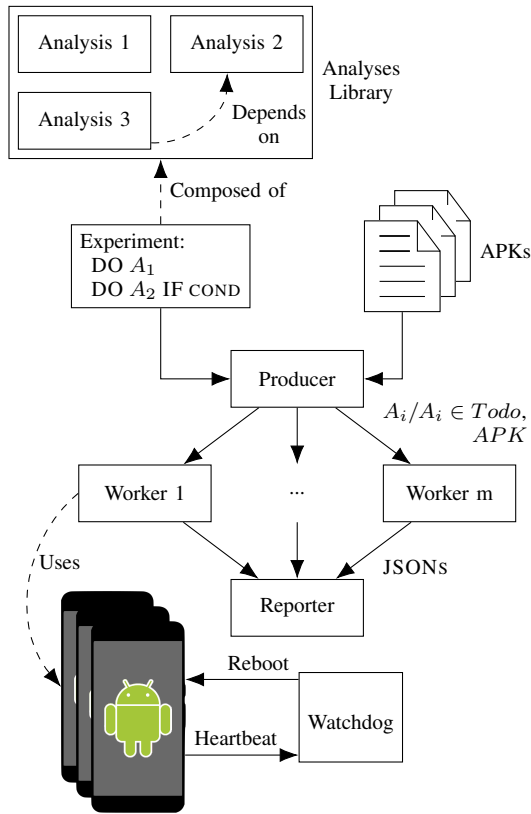 Analysis 1
Analysis 2
Analysis 3
Depends
on
Analyses
Library
Composed of
Experiment:
DO A₁
DO A₂ IF COND
APKs
Producer
Aᵢ/Aᵢ ∈ Todo,
APK
Worker 1
...
Worker m
Uses
JSONs
Reporter
Reboot
Watchdog
Heartbeat